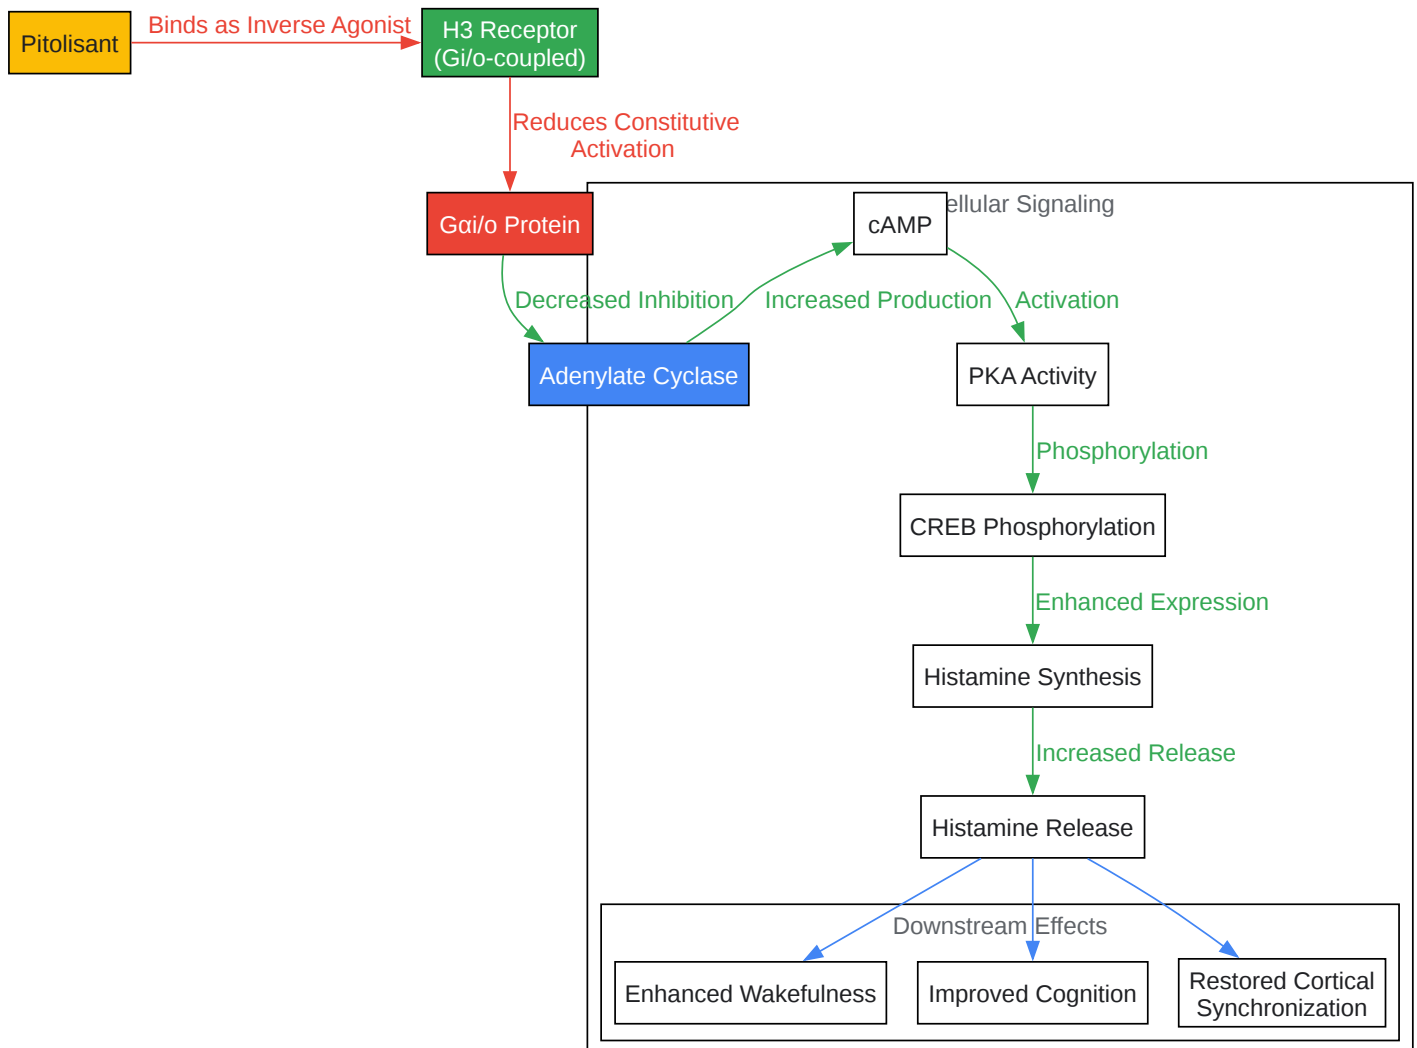 Pitolisant
Binds as Inverse Agonist
H3 Receptor
(Gi/o-coupled)
Reduces Constitutive
Activation
Gαi/o Protein
cAMP
ellular Signaling
Decreased Inhibition
Increased Production
Activation
Adenylate Cyclase
PKA Activity
Phosphorylation
CREB Phosphorylation
Enhanced Expression
Histamine Synthesis
Increased Release
Histamine Release
Downstream Effects
Enhanced Wakefulness
Improved Cognition
Restored Cortical
Synchronization